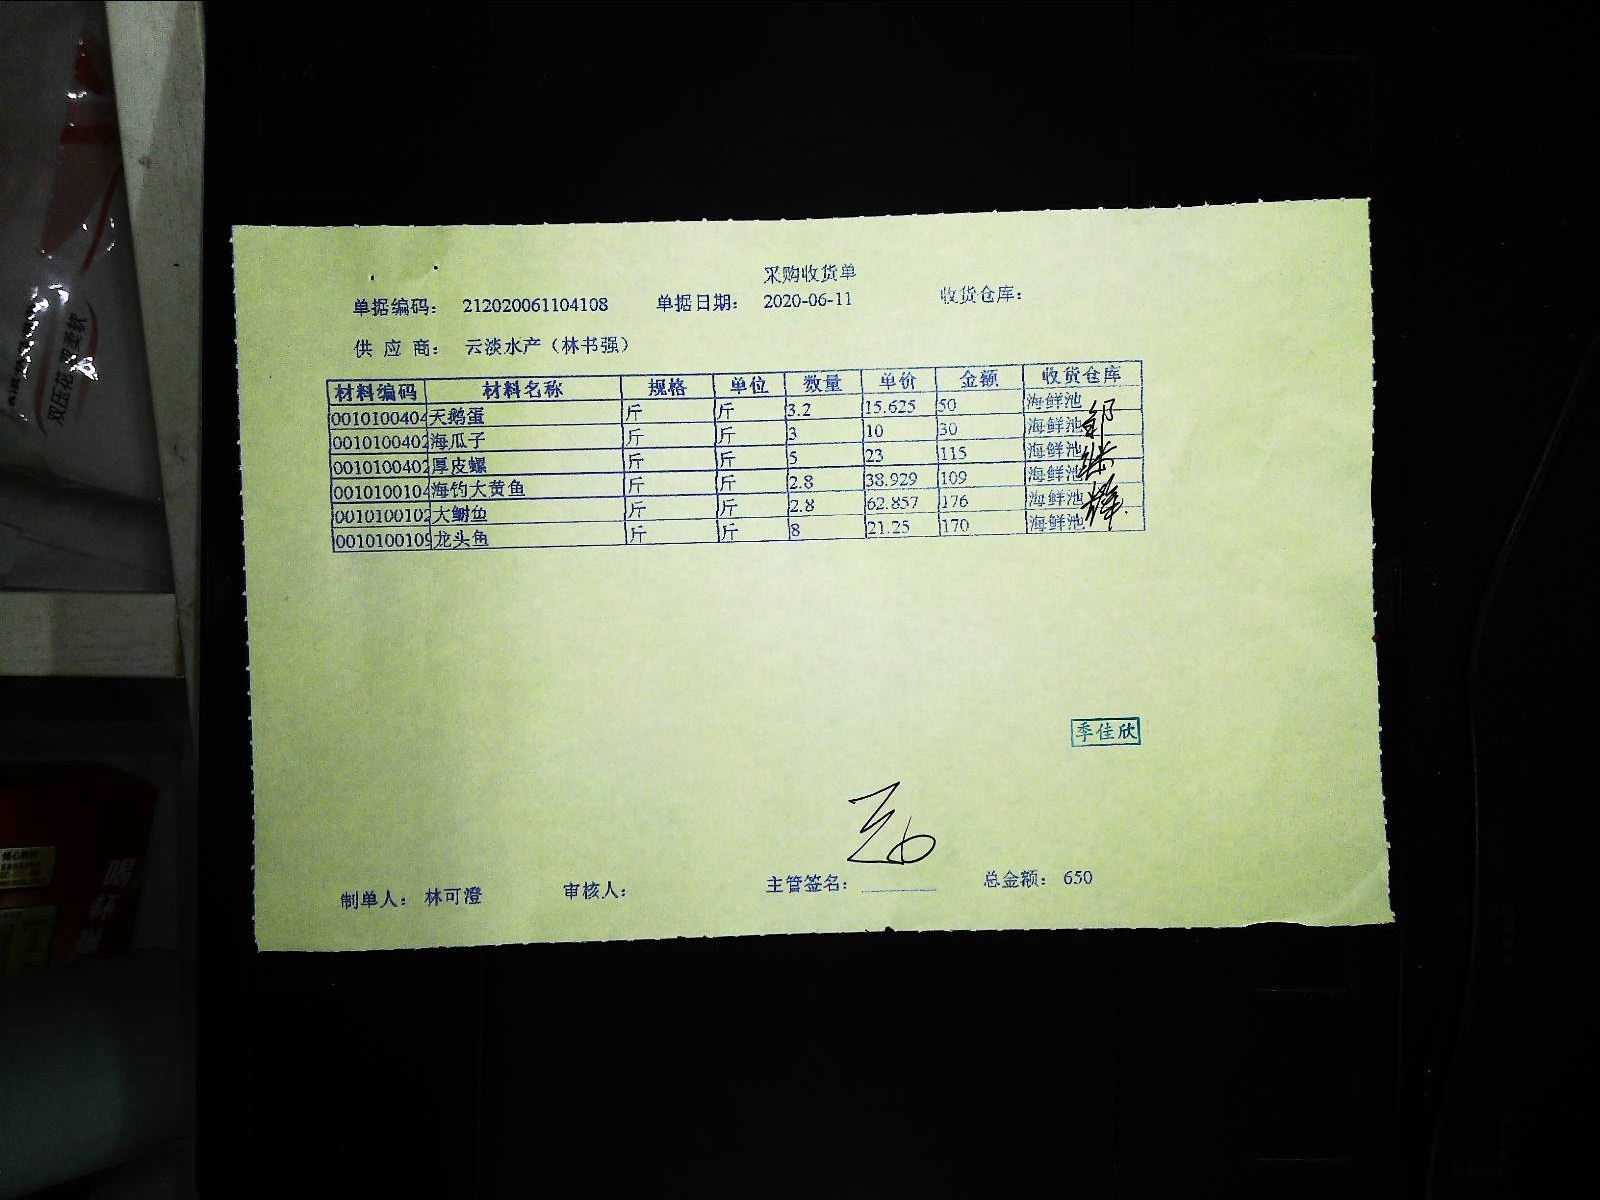 采购收货单
单据编码： 212020061104108 单据日期： 2020-06-11 收货仓库：
供 应 商： 云淡水产（林书强）
材料编码 材料名称 规格 单位 数量 单价 金额 收货仓库
0010100404 天鹅蛋 斤 斤 3.2 15.625 50 海鲜池
0010100402 海瓜子 斤 斤 3 10 30 海鲜池
0010100402 厚皮螺 斤 斤 5 23 115 海鲜池
0010100104 海钓大黄鱼 斤 斤 2.8 38.929 109 海鲜池
0010100102 大鲥鱼 斤 斤 2.8 62.857 176 海鲜池
0010100109 龙头鱼 斤 斤 8 21.25 170 海鲜池
季佳欣
制单人： 林可澄 审核人： 主管签名： 总金额： 650
双压花 更柔软
喝
杯